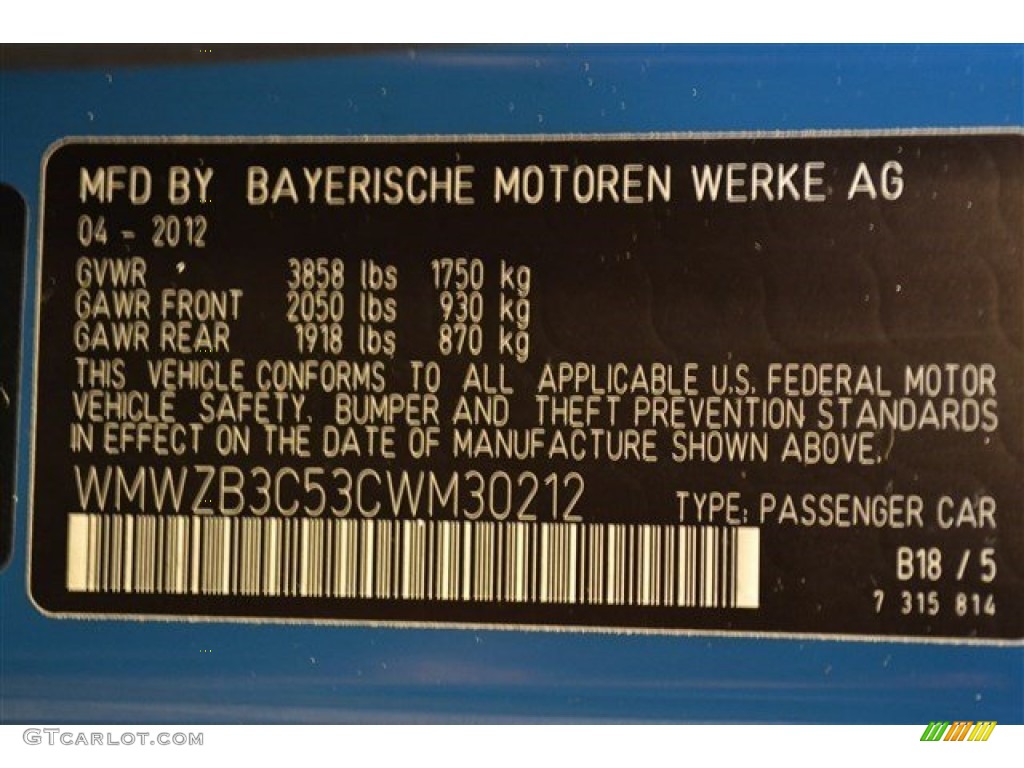 MFD BY BAYERISCHE MOTOREN WERKE AG
04 - 2012
GVWR 3858 lbs 1750 kg
GAWR FRONT 2050 lbs 930 kg
GAWR REAR 1918 lbs 870 kg
THIS VEHICLE CONFORMS TO ALL APPLICABLE U.S. FEDERAL MOTOR
VEHICLE SAFETY, BUMPER AND THEFT PREVENTION STANDARDS
IN EFFECT ON THE DATE OF MANUFACTURE SHOWN ABOVE.
WMWZB3C53CWM30212 TYPE: PASSENGER CAR
B18 / 5
7 315 814
GTCARLOT.COM